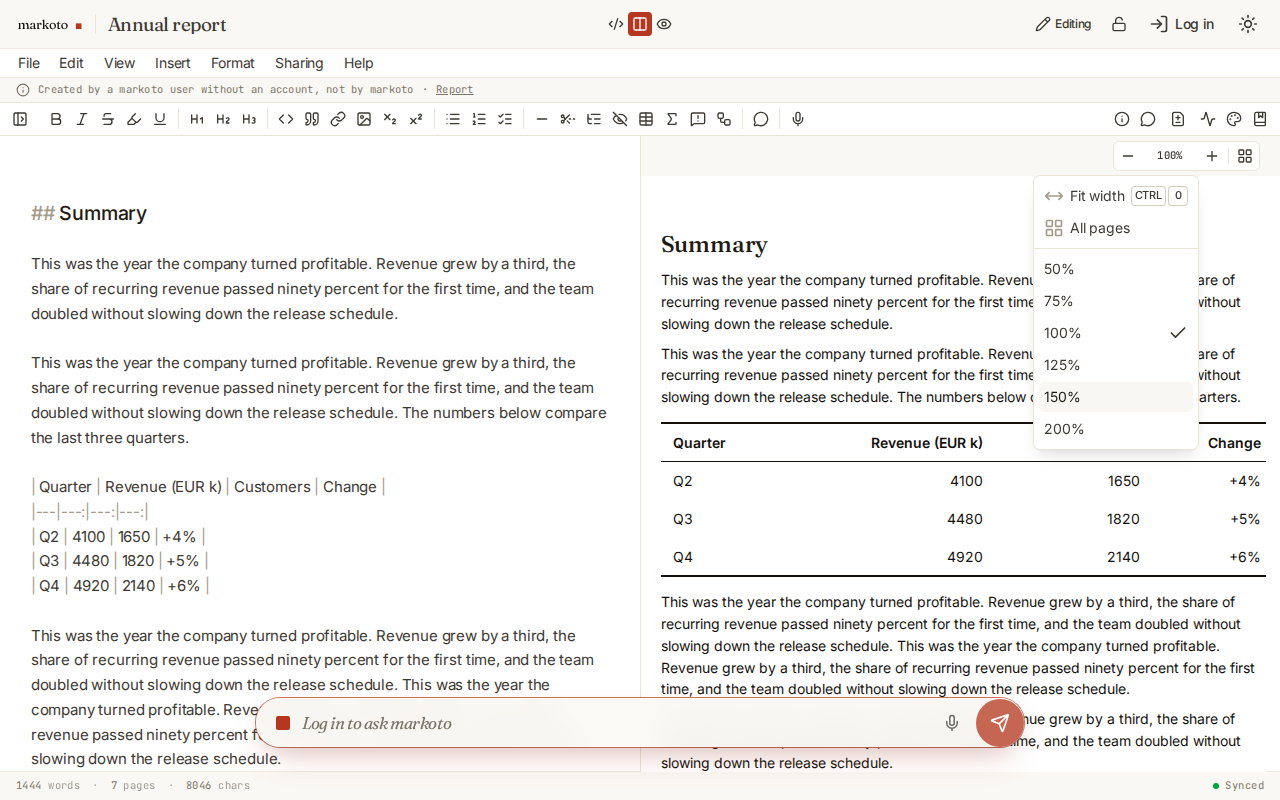 markoto
Annual report
Editing
Log in
File Edit View Insert Format Sharing Help
Created by a markoto user without an account, not by markoto · Report
B I S U H1 H2 H3 X2 X2
100%
## Summary
This was the year the company turned profitable. Revenue grew by a third, the
share of recurring revenue passed ninety percent for the first time, and the team
doubled without slowing down the release schedule.
This was the year the company turned profitable. Revenue grew by a third, the
share of recurring revenue passed ninety percent for the first time, and the team
doubled without slowing down the release schedule. The numbers below compare
the last three quarters.
| Quarter | Revenue (EUR k) | Customers | Change |
|---|---:|---:|---:|
| Q2 | 4100 | 1650 | +4% |
| Q3 | 4480 | 1820 | +5% |
| Q4 | 4920 | 2140 | +6% |
This was the year the company turned profitable. Revenue grew by a third, the
share of recurring revenue passed ninety percent for the first time, and the team
doubled without slowing down the release schedule. This was the year the
company turned profitable.
revenue passed ninety percent
slowing down the release schedule.
Fit width CTRL 0
All pages
50%
75%
100%
125%
150%
200%
Summary
This was the year the company turned profitable. share of
recurring revenue passed ninety percent for the first without
slowing down the release schedule.
This was the year the company turned profitable. share of
recurring revenue passed ninety percent for the first without
slowing down the release schedule. The numbers below
Quarter Revenue (EUR k) Change
Q2 4100 1650 +4%
Q3 4480 1820 +5%
Q4 4920 2140 +6%
This was the year the company turned profitable. Revenue grew by a third, the share of
recurring revenue passed ninety percent for the first time, and the team doubled without
slowing down the release schedule. This was the year the company turned profitable.
Revenue grew by a third, the share of recurring revenue passed ninety percent for the first
time, and the team doubled without slowing down the release schedule.
grew by a third, the share of
and the team doubled without
slowing down the release schedule.
Log in to ask markoto
1444 words · 7 pages · 8046 chars
Synced